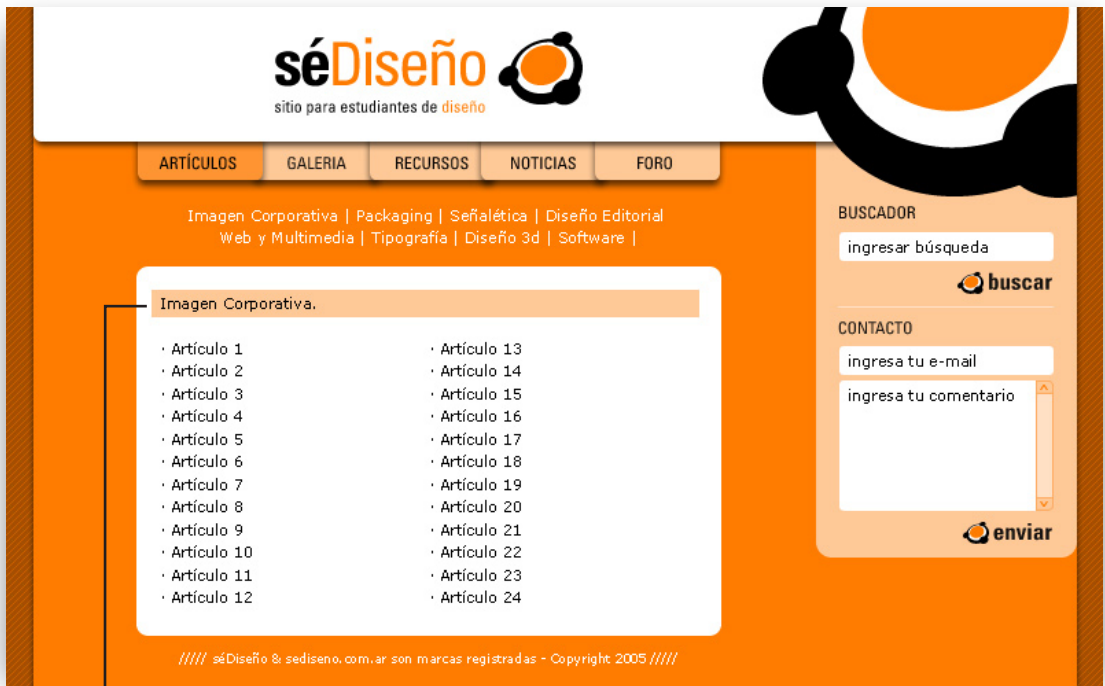 séDiseño
sitio para estudiantes de diseño
ARTÍCULOS GALERIA RECURSOS NOTICIAS FORO
Imagen Corporativa | Packaging | Señalética | Diseño Editorial
Web y Multimedia | Tipografía | Diseño 3d | Software |
Imagen Corporativa.
· Artículo 1
· Artículo 2
· Artículo 3
· Artículo 4
· Artículo 5
· Artículo 6
· Artículo 7
· Artículo 8
· Artículo 9
· Artículo 10
· Artículo 11
· Artículo 12
· Artículo 13
· Artículo 14
· Artículo 15
· Artículo 16
· Artículo 17
· Artículo 18
· Artículo 19
· Artículo 20
· Artículo 21
· Artículo 22
· Artículo 23
· Artículo 24
BUSCADOR
ingresar búsqueda
buscar
CONTACTO
ingresa tu e-mail
ingresa tu comentario
enviar
///// séDiseño & sediseno.com.ar son marcas registradas - Copyright 2005 /////